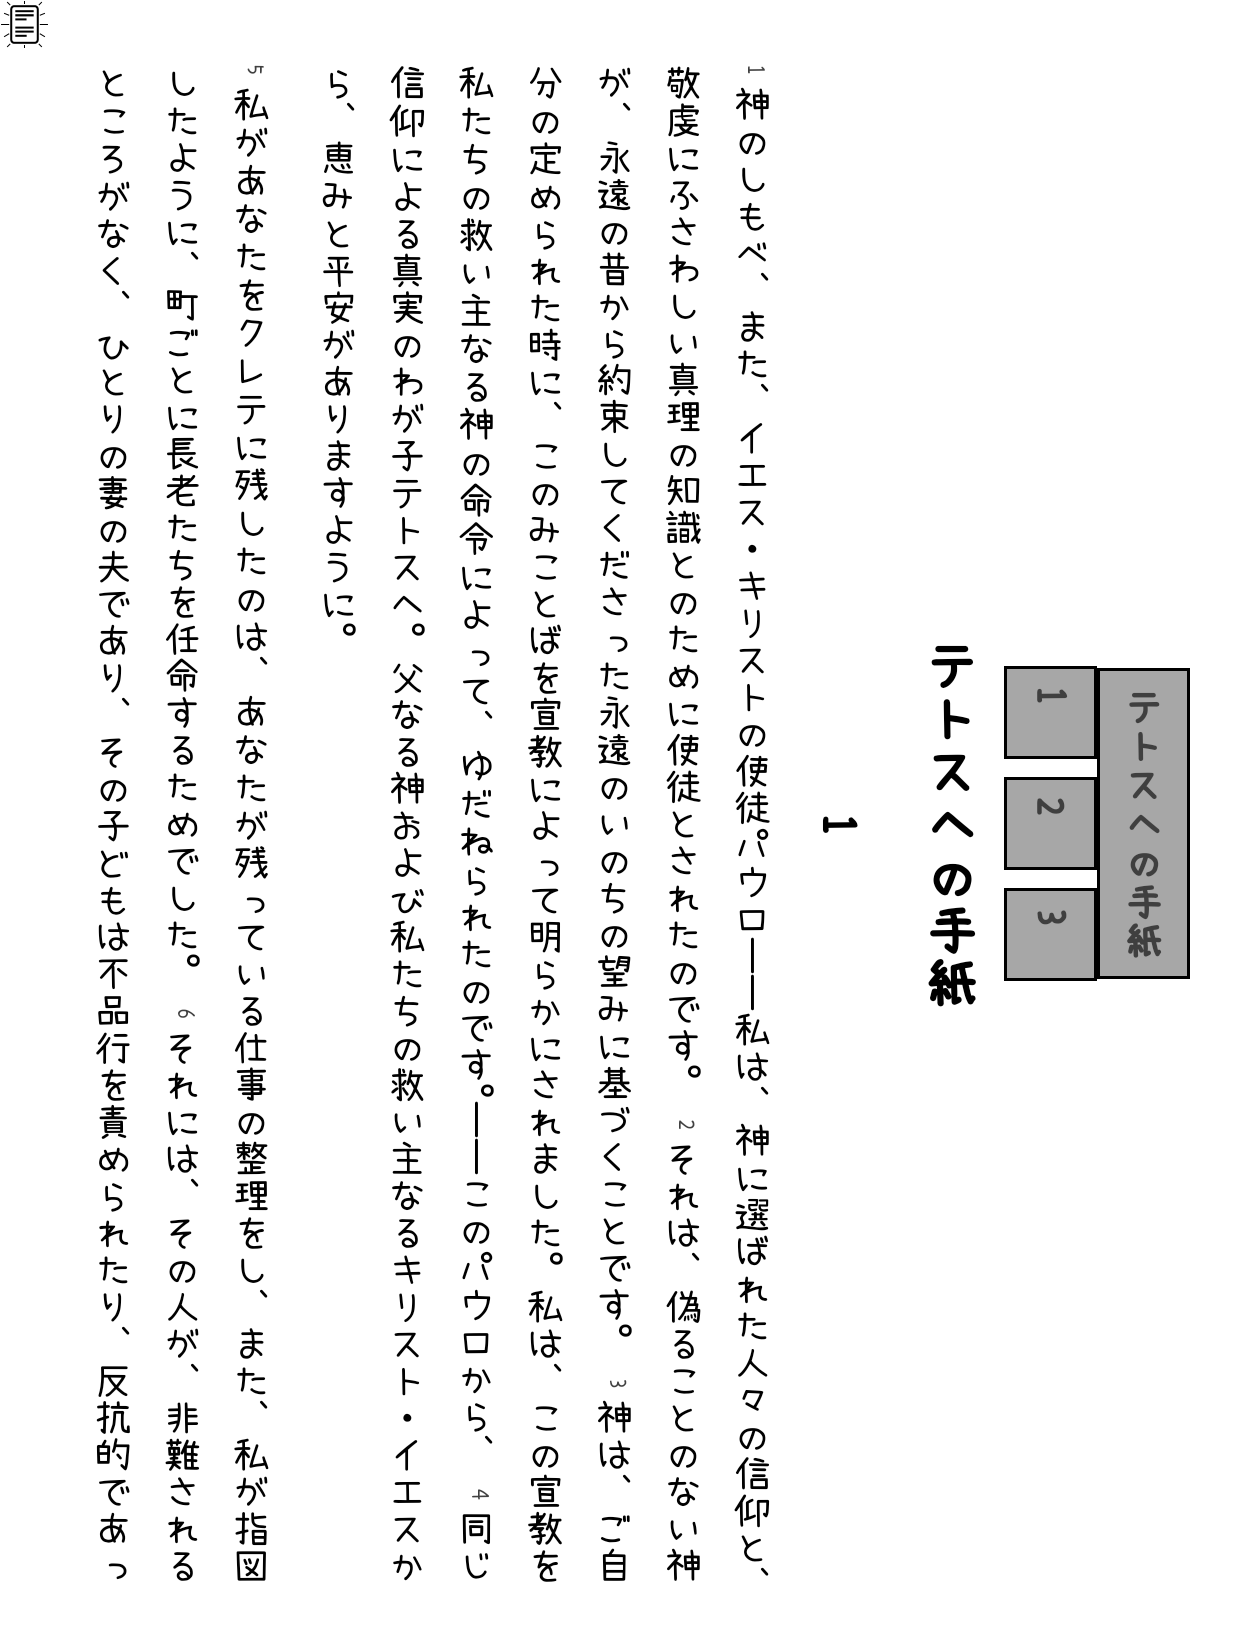 テトスへの手紙
1
2
3
テトスへの手紙
1
1 神のしもべ、また、イエス・キリストの使徒パウロ――私は、神に選ばれた人々の信仰と、
敬虔にふさわしい真理の知識とのために使徒とされたのです。 2 それは、偽ることのない神
が、永遠の昔から約束してくださった永遠のいのちの望みに基づくことです。 3 神は、ご自
分の定められた時に、このみことばを宣教によって明らかにされました。私は、この宣教を
私たちの救い主なる神の命令によって、ゆだねられたのです。――このパウロから、 4 同じ
信仰による真実のわが子テトスへ。父なる神および私たちの救い主なるキリスト・イエスか
ら、恵みと平安がありますように。
5 私があなたをクレテに残したのは、あなたが残っている仕事の整理をし、また、私が指図
したように、町ごとに長老たちを任命するためでした。 6 それには、その人が、非難される
ところがなく、ひとりの妻の夫であり、その子どもは不品行を責められたり、反抗的であっ